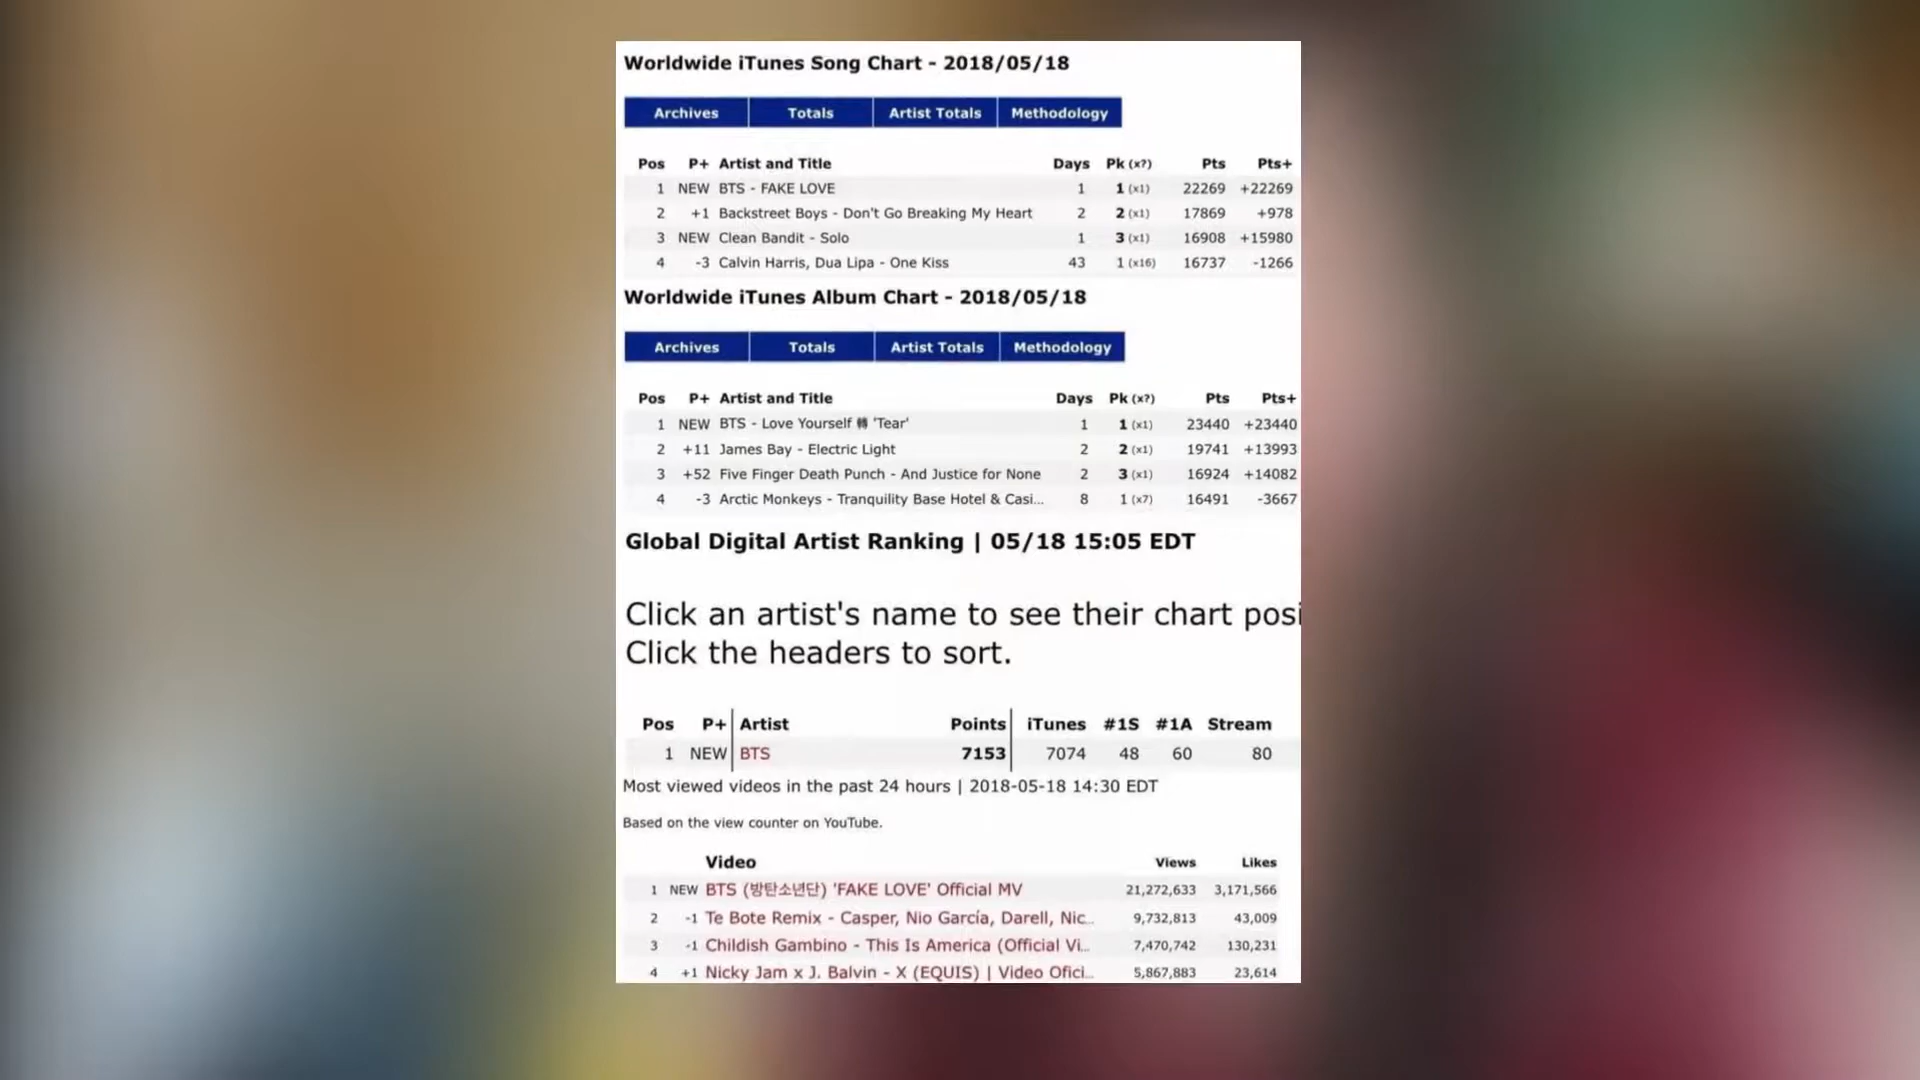 Worldwide iTunes Song Chart - 2018/05/18
Archives Totals Artist Totals Methodology
Pos P+ Artist and Title Days Pk (x?) Pts Pts+
1 NEW BTS - FAKE LOVE 1 1 (x1) 22269 +22269
2 +1 Backstreet Boys - Don't Go Breaking My Heart 2 2 (x1) 17869 +978
3 NEW Clean Bandit - Solo 1 3 (x1) 16908 +15980
4 -3 Calvin Harris, Dua Lipa - One Kiss 43 1 (x16) 16737 -1266
Worldwide iTunes Album Chart - 2018/05/18
Archives Totals Artist Totals Methodology
Pos P+ Artist and Title Days Pk (x?) Pts Pts+
1 NEW BTS - Love Yourself 轉 'Tear' 1 1 (x1) 23440 +23440
2 +11 James Bay - Electric Light 2 2 (x1) 19741 +13993
3 +52 Five Finger Death Punch - And Justice for None 2 3 (x1) 16924 +14082
4 -3 Arctic Monkeys - Tranquility Base Hotel & Casi... 8 1 (x7) 16491 -3667
Global Digital Artist Ranking | 05/18 15:05 EDT
Click an artist's name to see their chart posi
Click the headers to sort.
Pos P+ Artist Points iTunes #1S #1A Stream
1 NEW BTS 7153 7074 48 60 80
Most viewed videos in the past 24 hours | 2018-05-18 14:30 EDT
Based on the view counter on YouTube.
Video Views Likes
1 NEW BTS (방탄소년단) 'FAKE LOVE' Official MV 21,272,633 3,171,566
2 -1 Te Bote Remix - Casper, Nio García, Darell, Nic... 9,732,813 43,009
3 -1 Childish Gambino - This Is America (Official Vi... 7,470,742 130,231
4 +1 Nicky Jam x J. Balvin - X (EQUIS) | Video Ofici... 5,867,883 23,614